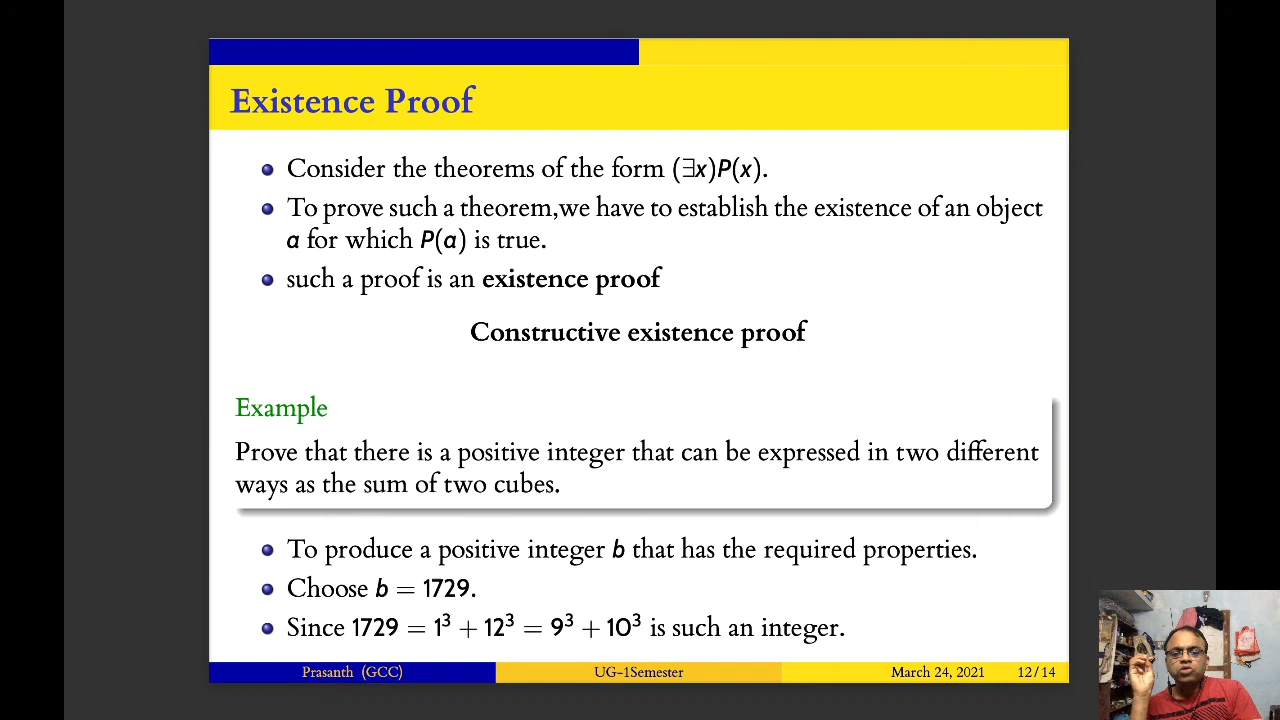 Existence Proof
Consider the theorems of the form (∃x)P(x).
To prove such a theorem,we have to establish the existence of an object
a for which P(a) is true.
such a proof is an existence proof
Constructive existence proof
Example
Prove that there is a positive integer that can be expressed in two different
ways as the sum of two cubes.
To produce a positive integer b that has the required properties.
Choose b = 1729.
Since 1729 = 1³ + 12³ = 9³ + 10³ is such an integer.
Prasanth (GCC) UG-1Semester March 24, 2021 12/14